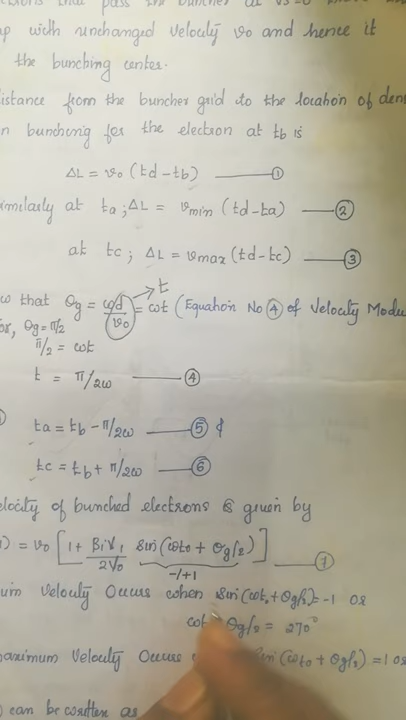 pass the buncher at
with unchanged velocity v₀ and hence it
the bunching center.
distance from the buncher grid to the location of den
bunching for the electron at tb is
ΔL = v₀ (td - tb) ——— ①
similarly at ta ; ΔL = vmin (td - ta) ——— ②
at tc ; ΔL = vmax (td - tc) ——— ③
that θg = ωd/v₀ = ωt (Equation No ④ of Velocity Modu
t
θg = π/2
π/2 = ωt
t = π/2ω ——— ④
ta = tb - π/2ω ——— ⑤ &
tc = tb + π/2ω ——— ⑥
elocity of bunched electrons is given by
) = v₀ [1 + βiV₁/2V₀ sin(ωt₀ + θg/2)] ——— ⑦
-1/+1
um Velocity Occurs when sin(ωt₀ + θg/2) = -1 or
θg/2 = 270°
maximum Velocity Occurs sin(ωt₀ + θg/2) = 1 or
) can be written as